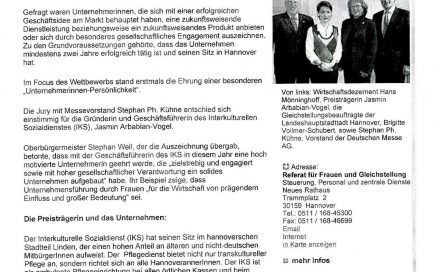 Gefragt waren Unternehmerinnen, die sich mit einer erfolgreichen
Geschäftsidee am Markt behauptet haben, eine zukunftsweisende
Dienstleistung beziehungsweise ein zukunftsweisendes Produkt anbieten
oder sich durch besonderes gesellschaftliches Engagement auszeichnen.
Zu den Grundvoraussetzungen gehörte, dass das Unternehmen
mindestens zwei Jahre erfolgreich tätig ist und seinen Sitz in Hannover
hat.
Im Focus des Wettbewerbs stand erstmals die Ehrung einer besonderen
„Unternehmerinnen-Persönlichkeit".
Die Jury mit Messevorstand Stephan Ph. Kühne entschied sich
einstimmig für die Gründerin und Geschäftsführerin des Interkulturellen
Sozialdienstes (IKS), Jasmin Arbabian-Vogel.
Oberbürgermeister Stephan Weil, der die Auszeichnung übergab,
betonte, dass mit der Geschäftsführerin des IKS in diesem Jahr eine hoch
motivierte Unternehmerin geehrt werde, die „zielstrebig und engagiert
sowie mit hoher gesellschaftlicher Verantwortung ein solides
Unternehmen aufgebaut" habe. Ihr Beispiel zeige, dass
Unternehmensführung durch Frauen „für die Wirtschaft von prägendem
Einfluss und großer Bedeutung" sei.
Die Preisträgerin und das Unternehmen:
Der Interkulturelle Sozialdienst (IKS) hat seinen Sitz im hannoverschen
Stadtteil Linden, der einen hohen Anteil an älteren und nicht-deutschen
MitbürgerInnen aufweist. Der Pflegedienst bietet nicht nur transkultureller
Pflege an, sondern richtet sich an alle HannoveranerInnen. Der IKS ist
als ambulante Pflegeeinrichtung bei allen örtlichen Kassen und beim
Von links: Wirtschaftsdezernent Hans
Mönninghoff, Preisträgerin Jasmin
Arbabian-Vogel, die
Gleichstellungsbeauftragte der
Landeshauptstadt Hannover, Brigitte
Vollmer-Schubert, sowie Stephan Ph.
Kühne, Vorstand der Deutschen Messe
AG.
Adresse:
Referat für Frauen und Gleichstellung
Steuerung, Personal und zentrale Dienste
Neues Rathaus
Trammplatz 2
30159 Hannover
Tel.: 0511 / 168-45300
Fax: 0511 / 168-46699
Email
Internet
in Karte anzeigen
mehr infos